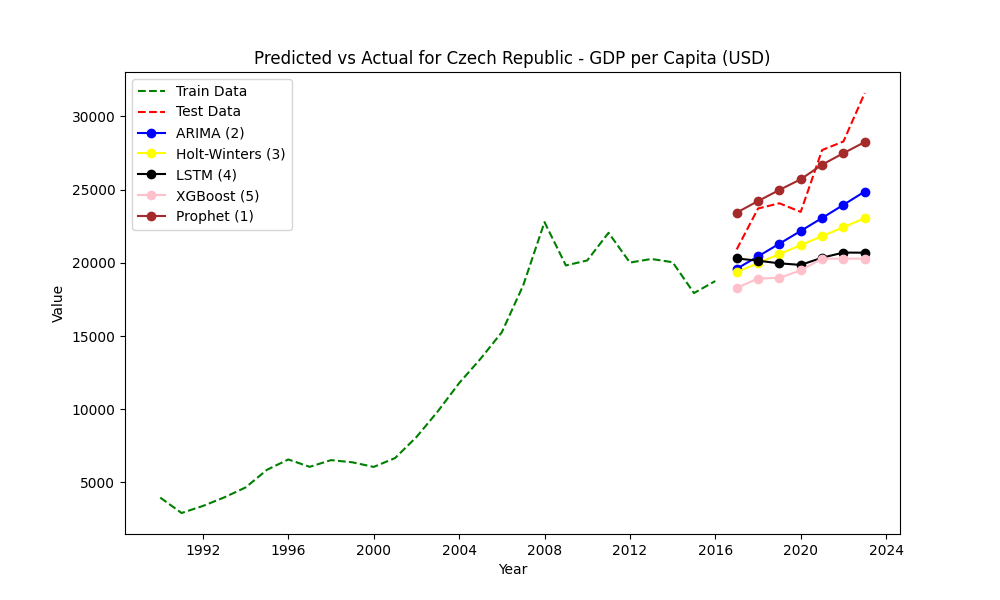 Predicted vs Actual for Czech Republic - GDP per Capita (USD)
Train Data
Test Data
ARIMA (2)
Holt-Winters (3)
LSTM (4)
XGBoost (5)
Prophet (1)
30000
25000
20000
15000
10000
5000
Value
1992 1996 2000 2004 2008 2012 2016 2020 2024
Year